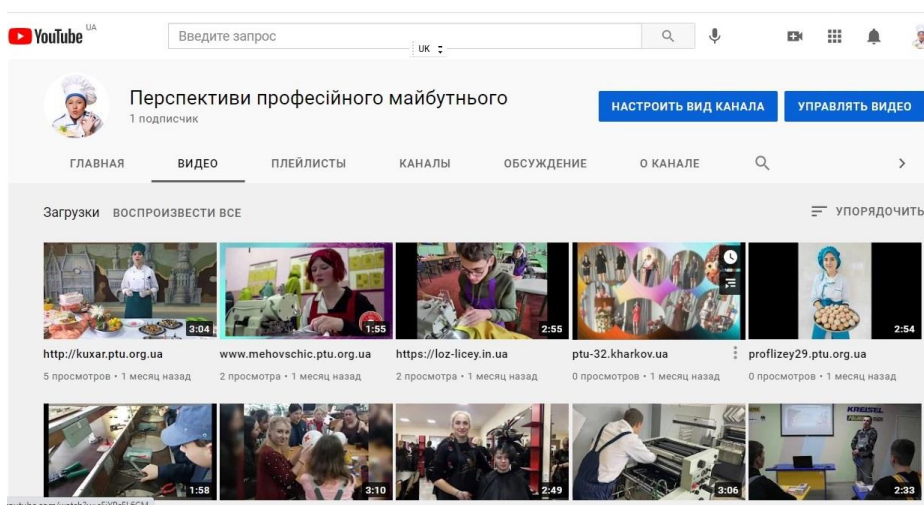 YouTube UA
Введите запрос
UK
Перспективи професійного майбутнього
1 подписчик
НАСТРОИТЬ ВИД КАНАЛА
УПРАВЛЯТЬ ВИДЕО
ГЛАВНАЯ ВИДЕО ПЛЕЙЛИСТЫ КАНАЛЫ ОБСУЖДЕНИЕ О КАНАЛЕ
Загрузки ВОСПРОИЗВЕСТИ ВСЕ
УПОРЯДОЧИТЬ
3:04 1:55 2:55 2:54
http://kuxar.ptu.org.ua www.mehovschic.ptu.org.ua https://loz-licey.in.ua ptu-32.kharkov.ua proflizey29.ptu.org.ua
5 просмотров • 1 месяц назад 2 просмотра • 1 месяц назад 2 просмотра • 1 месяц назад 0 просмотров • 1 месяц назад 0 просмотров • 1 месяц назад
KREISEL
1:58 3:10 2:49 3:06 2:33